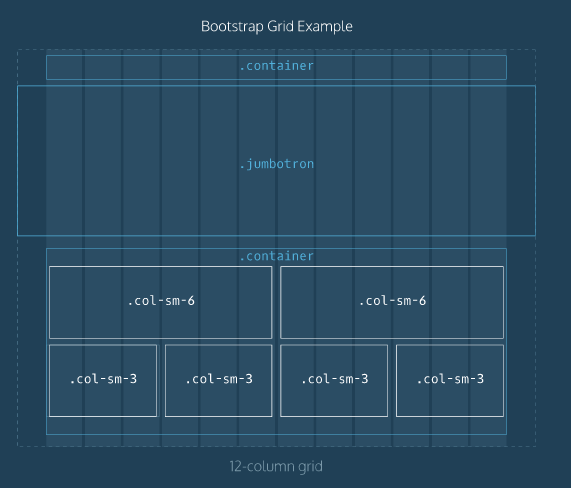 Bootstrap Grid Example
.container
.jumbotron
.container
.col-sm-6 .col-sm-6
.col-sm-3 .col-sm-3 .col-sm-3 .col-sm-3
12-column grid